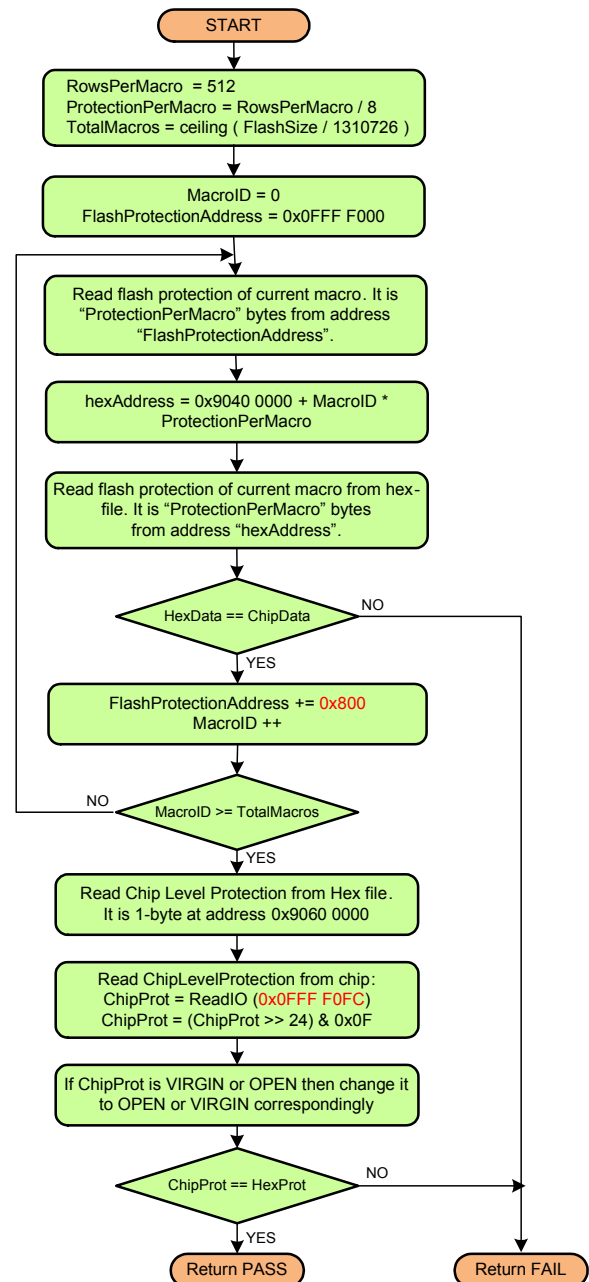 START
RowsPerMacro = 512
ProtectionPerMacro = RowsPerMacro / 8
TotalMacros = ceiling ( FlashSize / 1310726 )
MacroID = 0
FlashProtectionAddress = 0x0FFF F000
Read flash protection of current macro. It is
“ProtectionPerMacro” bytes from address
“FlashProtectionAddress”.
hexAddress = 0x9040 0000 + MacroID *
ProtectionPerMacro
Read flash protection of current macro from hex-
file. It is “ProtectionPerMacro” bytes
from address “hexAddress”.
HexData == ChipData
NO
YES
FlashProtectionAddress += 0x800
MacroID ++
NO
MacroID >= TotalMacros
YES
Read Chip Level Protection from Hex file.
It is 1-byte at address 0x9060 0000
Read ChipLevelProtection from chip:
ChipProt = ReadIO (0x0FFF F0FC)
ChipProt = (ChipProt >> 24) & 0x0F
If ChipProt is VIRGIN or OPEN then change it
to OPEN or VIRGIN correspondingly
ChipProt == HexProt
NO
YES
Return PASS
Return FAIL